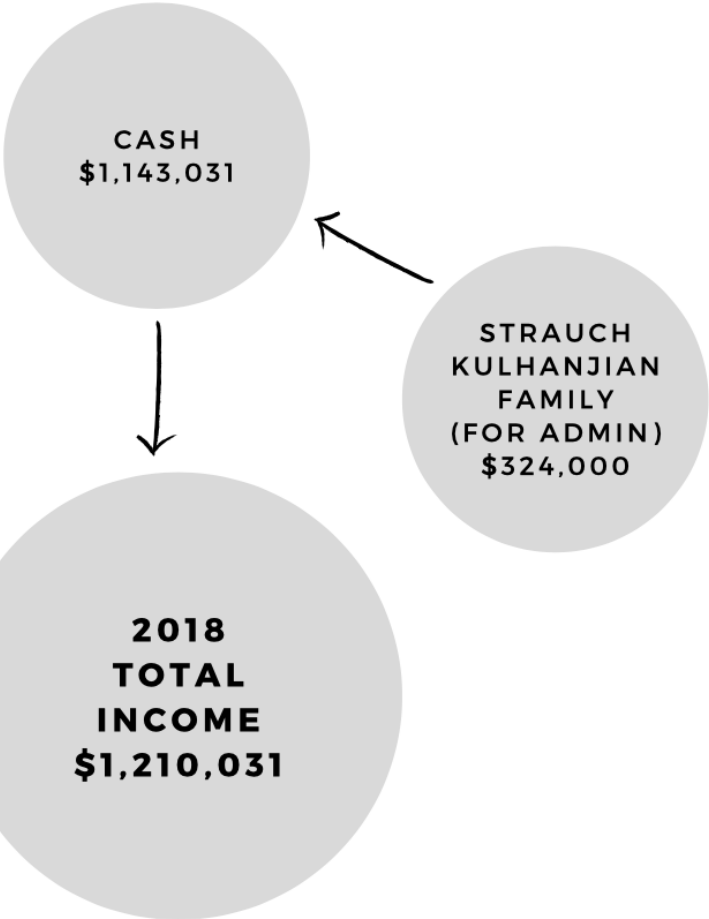 CASH
$1,143,031
STRAUCH
KULHANJIAN
FAMILY
(FOR ADMIN)
$324,000
2018
TOTAL
INCOME
$1,210,031